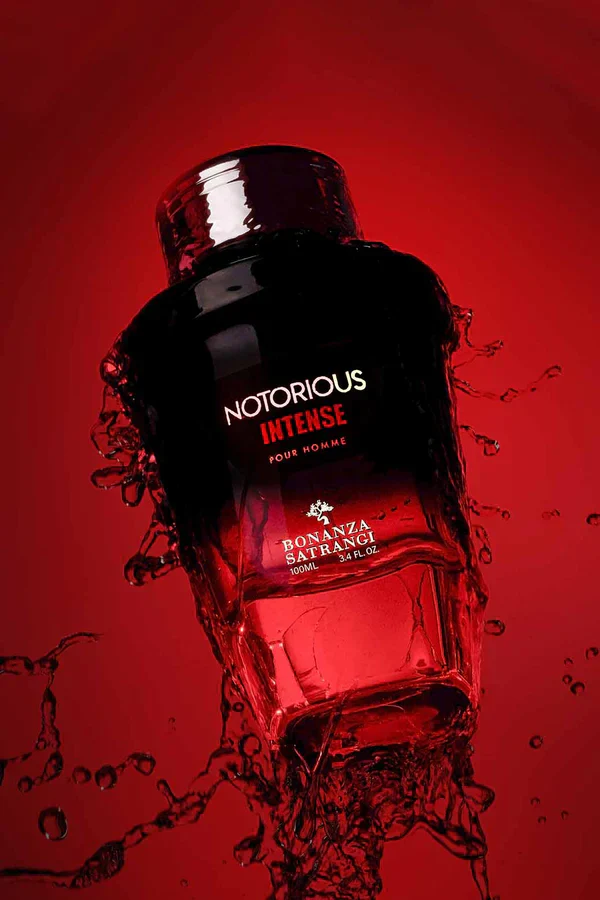 NOTORIOUS
INTENSE
POUR HOMME
BONANZA
SATRANGI
100ML 3.4 FL.OZ.